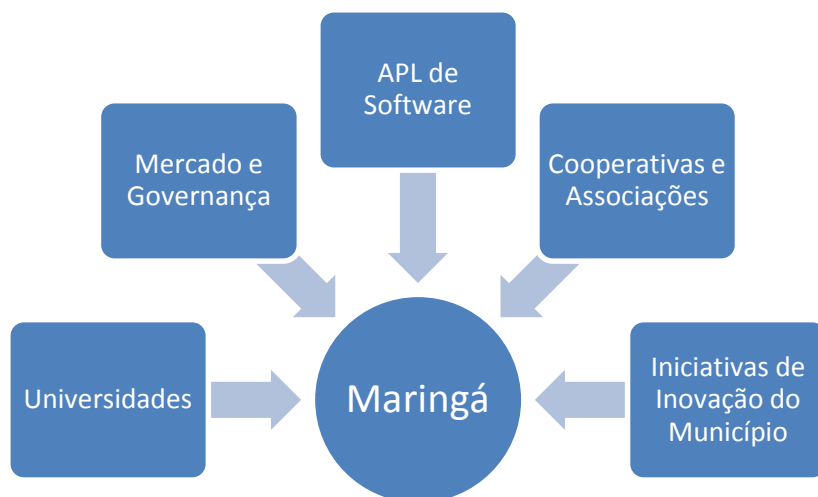 APL de
Software
Mercado e
Governança
Cooperativas e
Associações
Universidades
Maringá
Iniciativas de
Inovação do
Município